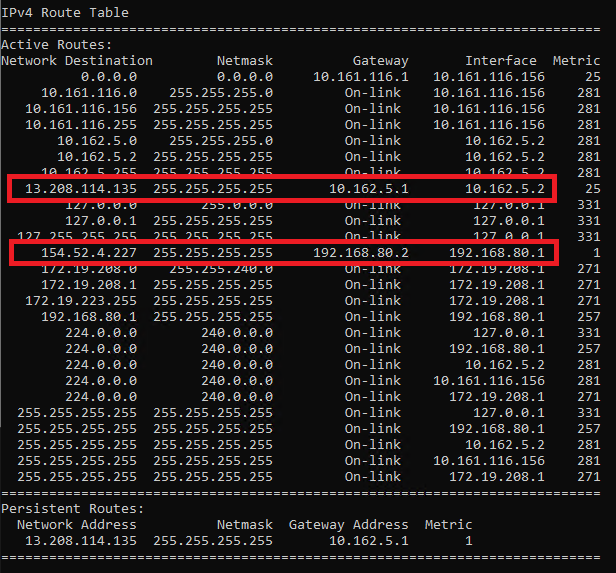 IPv4 Route Table
===========================================================================
Active Routes:
Network Destination        Netmask          Gateway       Interface  Metric
          0.0.0.0          0.0.0.0     10.161.116.1   10.161.116.156     25
     10.161.116.0    255.255.255.0         On-link    10.161.116.156    281
   10.161.116.156  255.255.255.255         On-link    10.161.116.156    281
   10.161.116.255  255.255.255.255         On-link    10.161.116.156    281
       10.162.5.0    255.255.255.0         On-link        10.162.5.2    281
       10.162.5.2  255.255.255.255         On-link        10.162.5.2    281
     10.162.5.255  255.255.255.255         On-link        10.162.5.2    281
   13.208.114.135  255.255.255.255       10.162.5.1       10.162.5.2     25
        127.0.0.0        255.0.0.0         On-link         127.0.0.1    331
        127.0.0.1  255.255.255.255         On-link         127.0.0.1    331
  127.255.255.255  255.255.255.255         On-link         127.0.0.1    331
     154.52.4.227  255.255.255.255     192.168.80.2     192.168.80.1      1
     172.19.208.0    255.255.240.0         On-link      172.19.208.1    271
     172.19.208.1  255.255.255.255         On-link      172.19.208.1    271
   172.19.223.255  255.255.255.255         On-link      172.19.208.1    271
     192.168.80.1  255.255.255.255         On-link      192.168.80.1    257
        224.0.0.0        240.0.0.0         On-link         127.0.0.1    331
        224.0.0.0        240.0.0.0         On-link      192.168.80.1    257
        224.0.0.0        240.0.0.0         On-link        10.162.5.2    281
        224.0.0.0        240.0.0.0         On-link    10.161.116.156    281
        224.0.0.0        240.0.0.0         On-link      172.19.208.1    271
  255.255.255.255  255.255.255.255         On-link         127.0.0.1    331
  255.255.255.255  255.255.255.255         On-link      192.168.80.1    257
  255.255.255.255  255.255.255.255         On-link        10.162.5.2    281
  255.255.255.255  255.255.255.255         On-link    10.161.116.156    281
  255.255.255.255  255.255.255.255         On-link      172.19.208.1    271
===========================================================================
Persistent Routes:
  Network Address          Netmask  Gateway Address  Metric
   13.208.114.135  255.255.255.255       10.162.5.1       1
===========================================================================